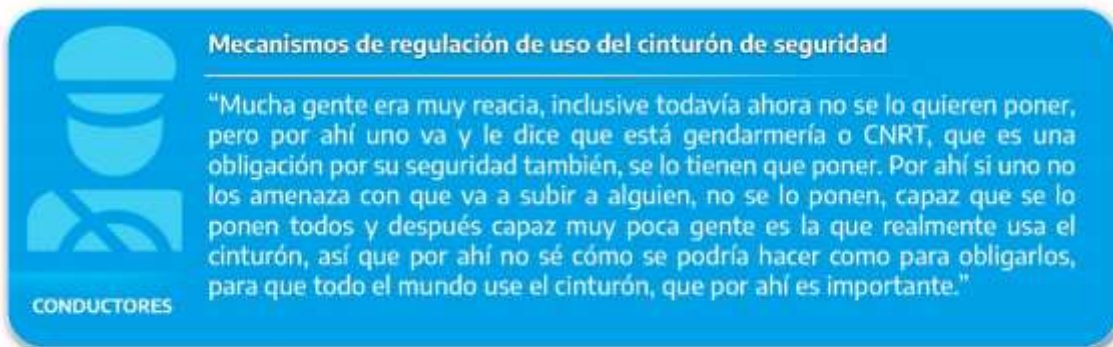 Mecanismos de regulación de uso del cinturón de seguridad
“Mucha gente era muy reacia, inclusive todavía ahora no se lo quieren poner,
pero por ahí uno va y le dice que está gendarmería o CNRT, que es una
obligación por su seguridad también, se lo tienen que poner. Por ahí si uno no
los amenaza con que va a subir a alguien, no se lo ponen, capaz que se lo
ponen todos y después capaz muy poca gente es la que realmente usa el
cinturón, así que por ahí no sé cómo se podría hacer como para obligarlos,
para que todo el mundo use el cinturón, que por ahí es importante.”
CONDUCTORES